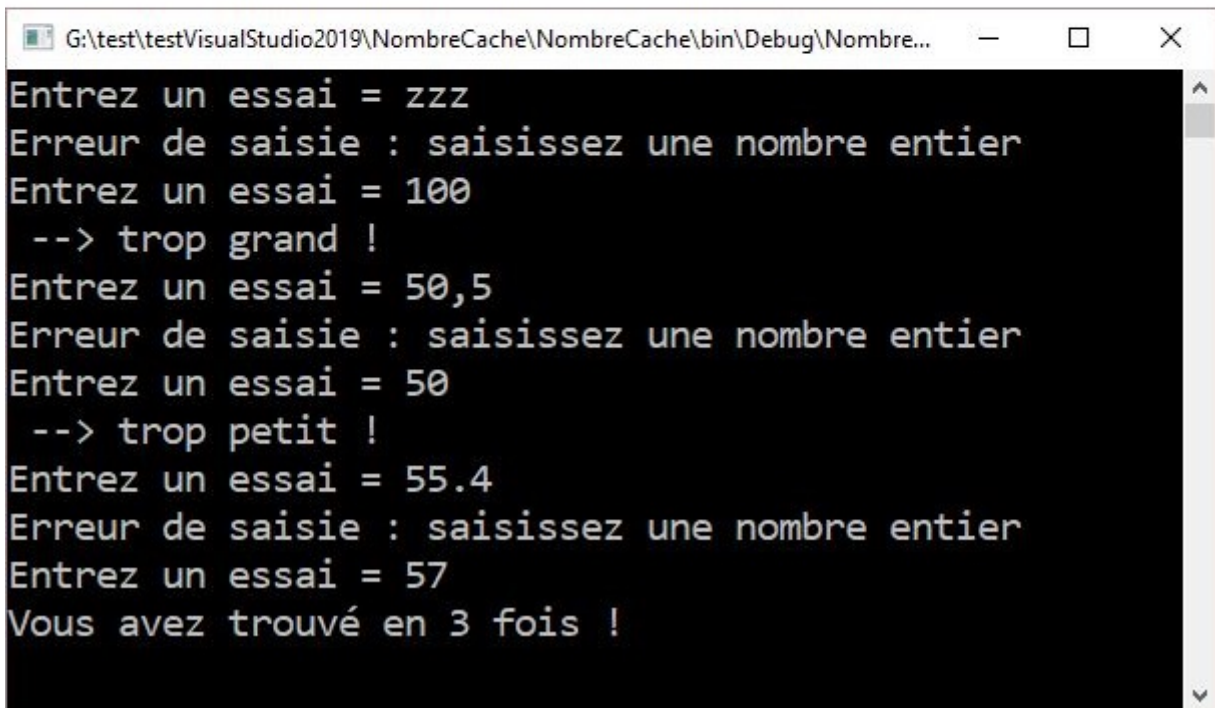 G:\test\testVisualStudio2019\NombreCache\NombreCache\bin\Debug\Nombre...
Entrez un essai = zzz
Erreur de saisie : saisissez une nombre entier
Entrez un essai = 100
 --> trop grand !
Entrez un essai = 50,5
Erreur de saisie : saisissez une nombre entier
Entrez un essai = 50
 --> trop petit !
Entrez un essai = 55.4
Erreur de saisie : saisissez une nombre entier
Entrez un essai = 57
Vous avez trouvé en 3 fois !